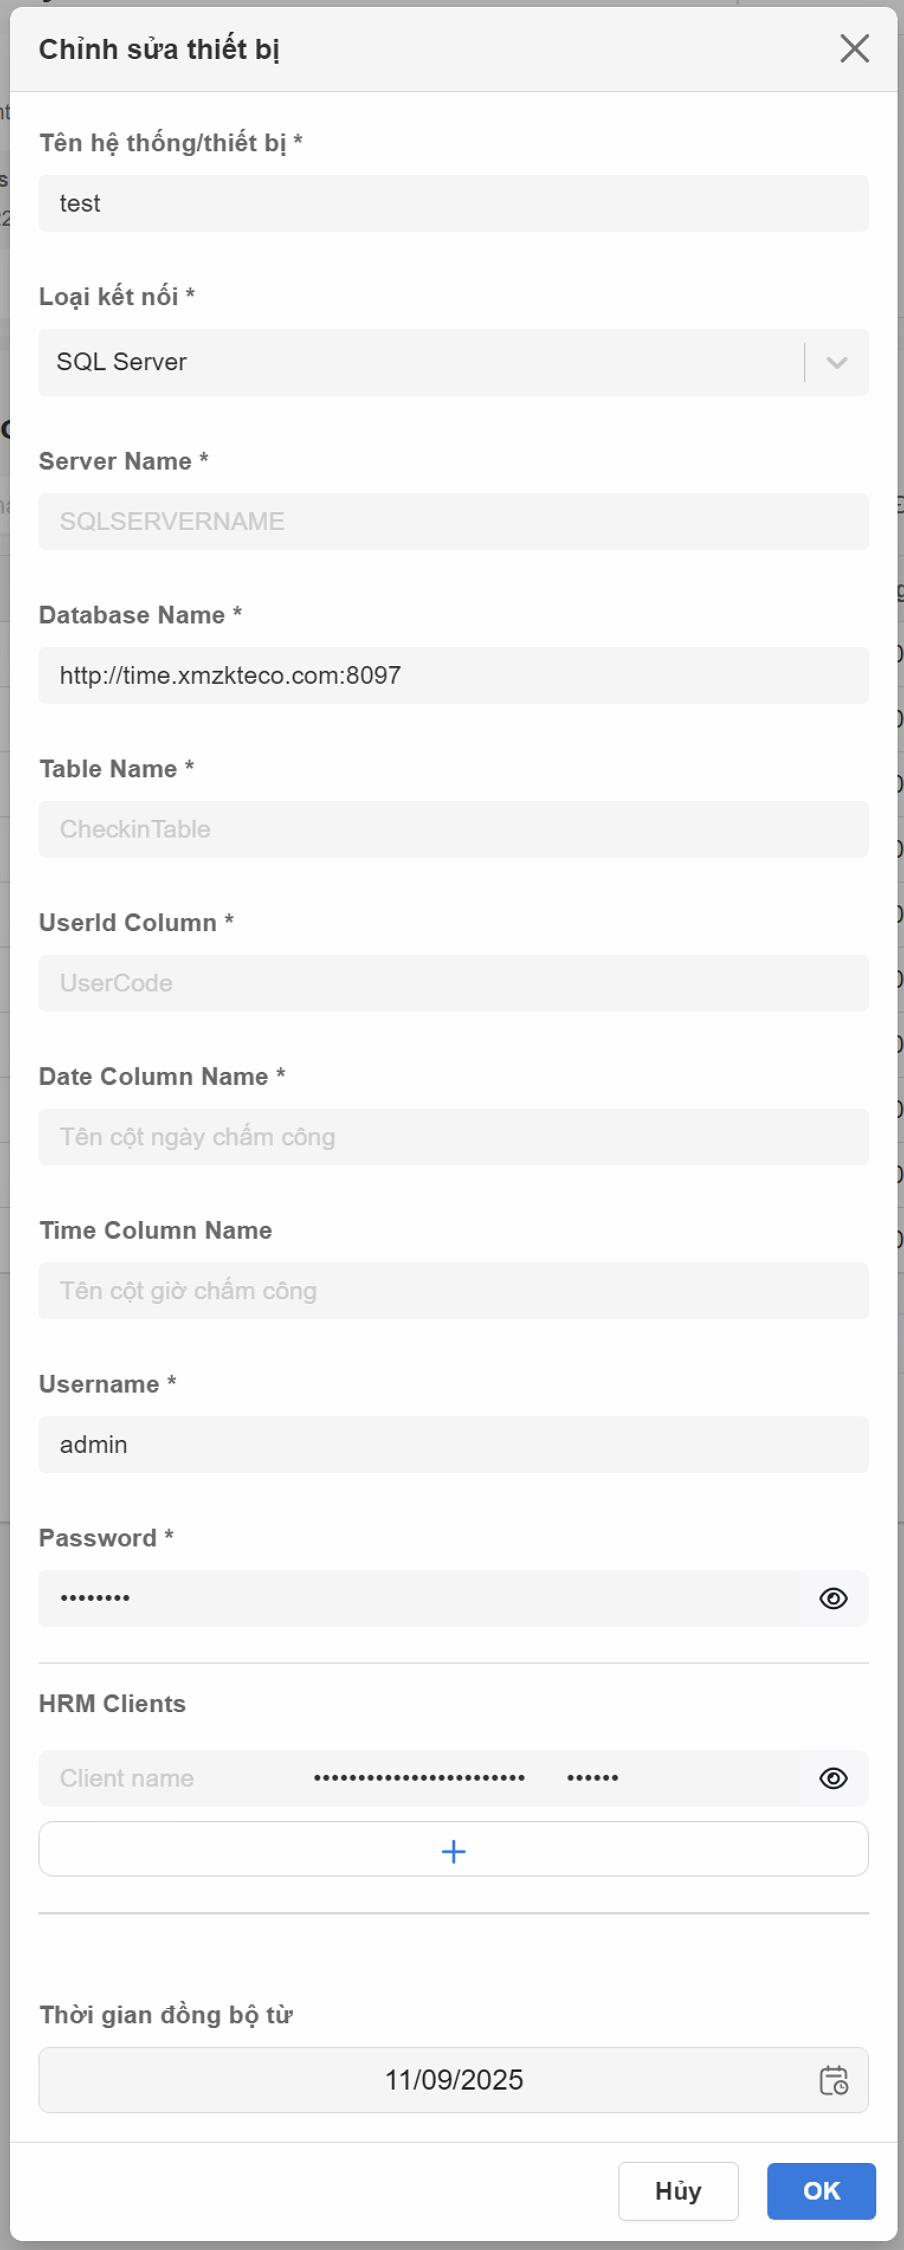 Chỉnh sửa thiết bị
Tên hệ thống/thiết bị *
test
Loại kết nối *
SQL Server
Server Name *
SQLSERVERNAME
Database Name *
http://time.xmzkteco.com:8097
Table Name *
CheckinTable
UserId Column *
UserCode
Date Column Name *
Tên cột ngày chấm công
Time Column Name
Tên cột giờ chấm công
Username *
admin
Password *
••••••••
HRM Clients
Client name •••••••••••••••••••••••• ••••••
Thời gian đồng bộ từ
11/09/2025
Hủy OK